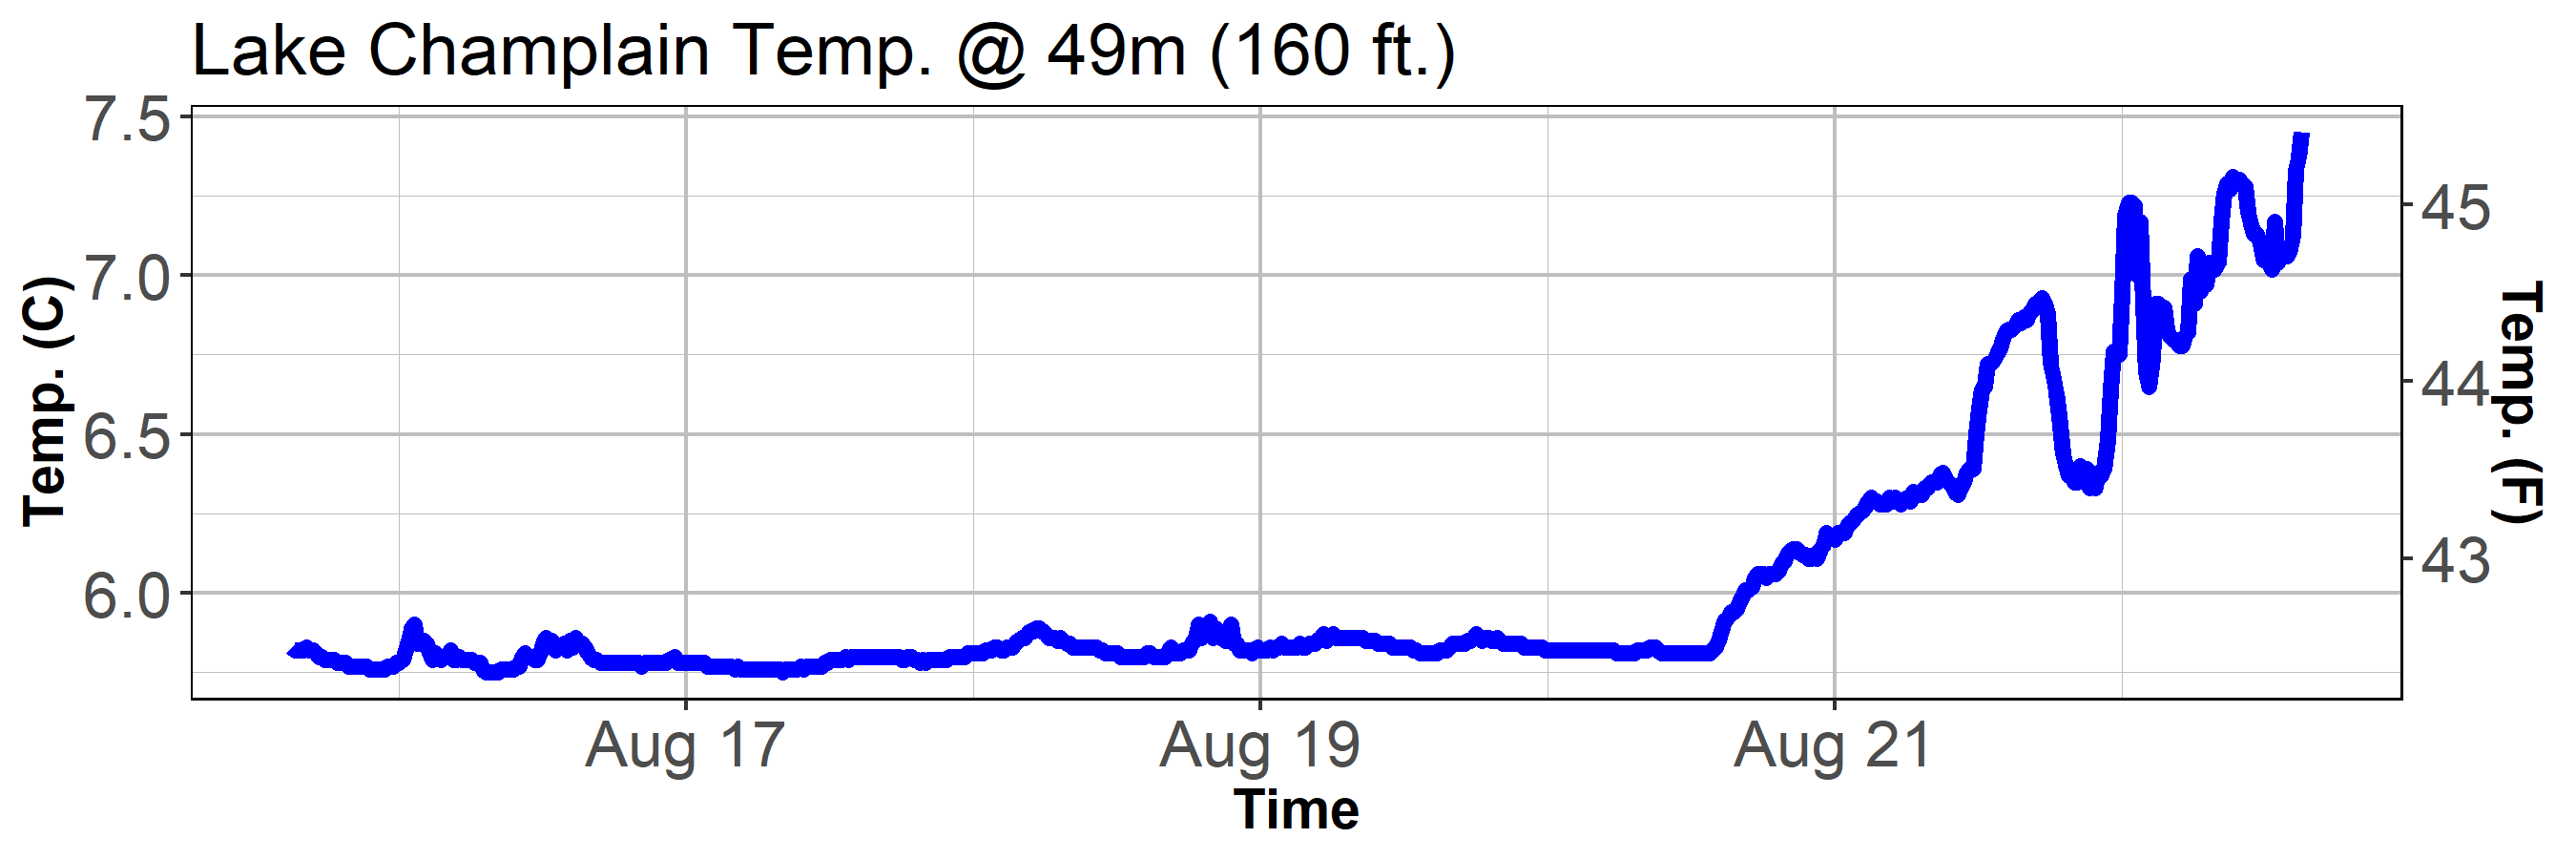 Lake Champlain Temp. @ 49m (160 ft.)
7.5
7.0
6.5
6.0
Temp. (C)
45
44
43
Temp. (F)
Aug 17 Aug 19 Aug 21
Time